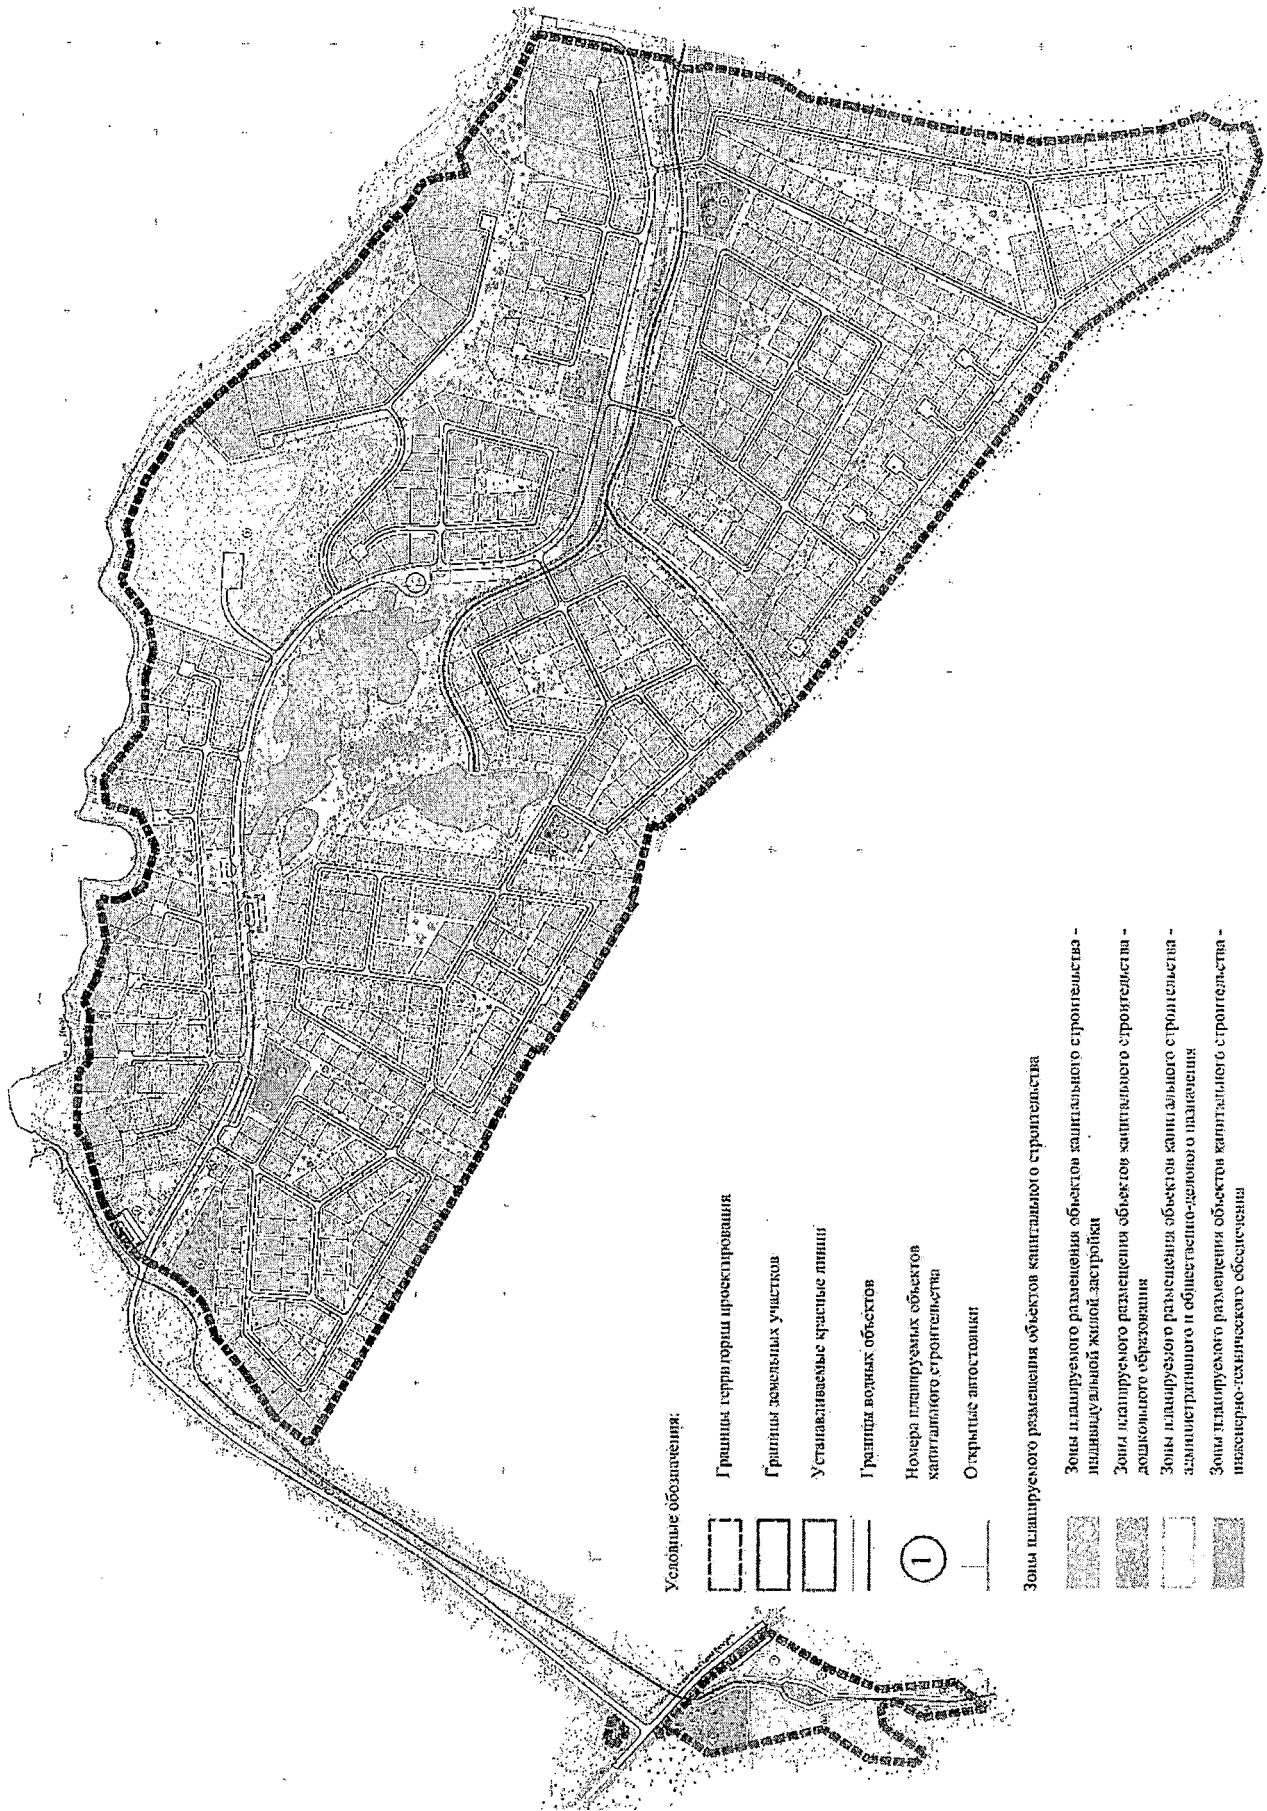 Условные обозначения:
Границы территории проектирования
Границы земельных участков
Устанавливаемые красные линии
Границы водных объектов
1
Номера планируемых объектов
капитального строительства
Открытые автостоянки
Зоны планируемого размещения объектов капитального строительства
Зоны планируемого размещения объектов капитального строительства -
индивидуальной жилой застройки
Зоны планируемого размещения объектов капитального строительства -
дошкольного образования
Зоны планируемого размещения объектов капитального строительства -
административного и общественно-делового назначения
Зоны планируемого размещения объектов капитального строительства -
инженерно-технического обеспечения